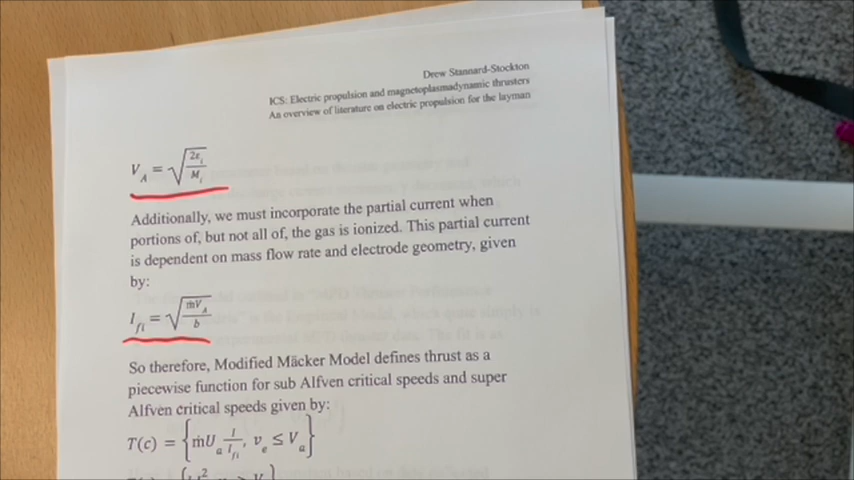 Drew Stannard-Stockton
ICS: Electric propulsion and magnetoplasmadynamic thrusters
An overview of literature on electric propulsion for the layman
V_A = √(2ε_i / M_i)
Additionally, we must incorporate the partial current when
portions of, but not all of, the gas is ionized. This partial current
is dependent on mass flow rate and electrode geometry, given
by:
I_fi = √(ṁV_A / b)
So therefore, Modified Mäcker Model defines thrust as a
piecewise function for sub Alfven critical speeds and super
Alfven critical speeds given by:
T(c) = {ṁU_a I/I_fi, v_e ≤ V_a}